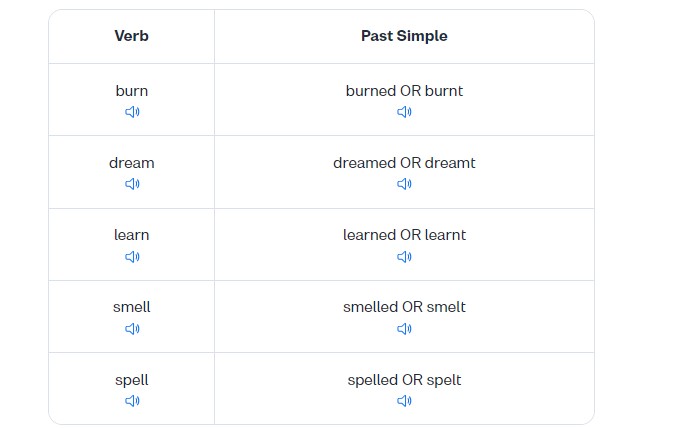 Verb Past Simple
burn burned OR burnt
dream dreamed OR dreamt
learn learned OR learnt
smell smelled OR smelt
spell spelled OR spelt